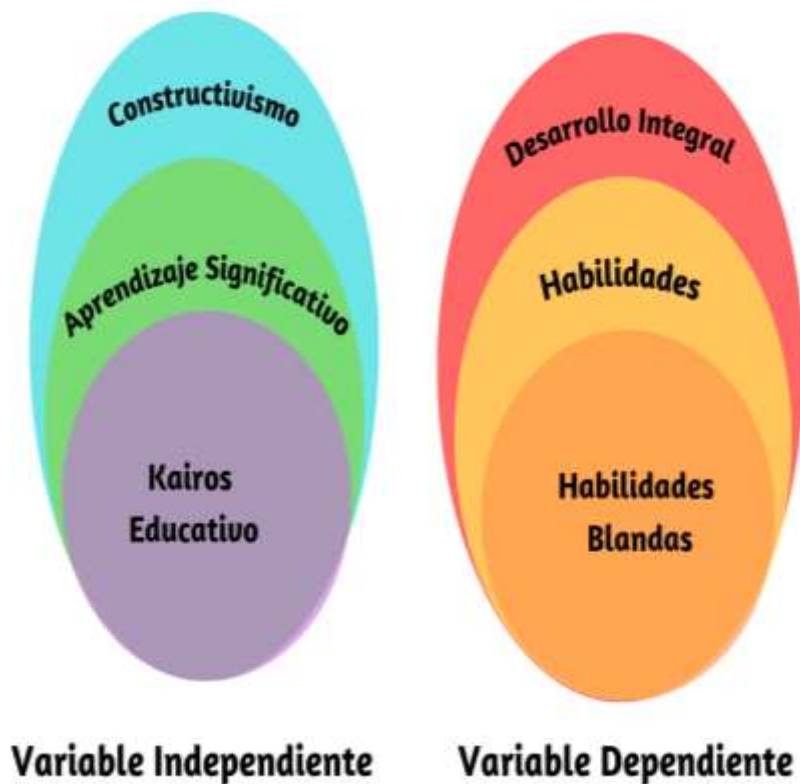 Constructivismo
Aprendizaje Significativo
Kairos
Educativo
Variable Independiente
Desarrollo Integral
Habilidades
Habilidades
Blandas
Variable Dependiente